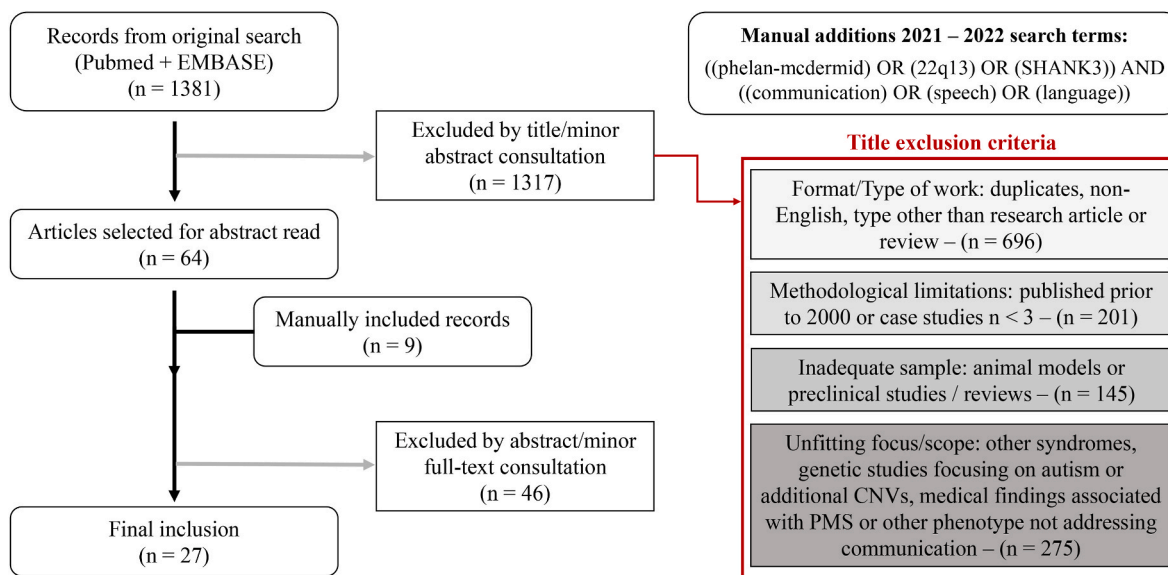 Records from original search
(Pubmed + EMBASE)
(n = 1381)
Excluded by title/minor
abstract consultation
(n = 1317)
Articles selected for abstract read
(n = 64)
Manually included records
(n = 9)
Excluded by abstract/minor
full-text consultation
(n = 46)
Final inclusion
(n = 27)
Manual additions 2021 – 2022 search terms:
((phelan-mcdermid) OR (22q13) OR (SHANK3)) AND
((communication) OR (speech) OR (language))
Title exclusion criteria
Format/Type of work: duplicates, non-
English, type other than research article or
review – (n = 696)
Methodological limitations: published prior
to 2000 or case studies n < 3 – (n = 201)
Inadequate sample: animal models or
preclinical studies / reviews – (n = 145)
Unfitting focus/scope: other syndromes,
genetic studies focusing on autism or
additional CNVs, medical findings associated
with PMS or other phenotype not addressing
communication – (n = 275)